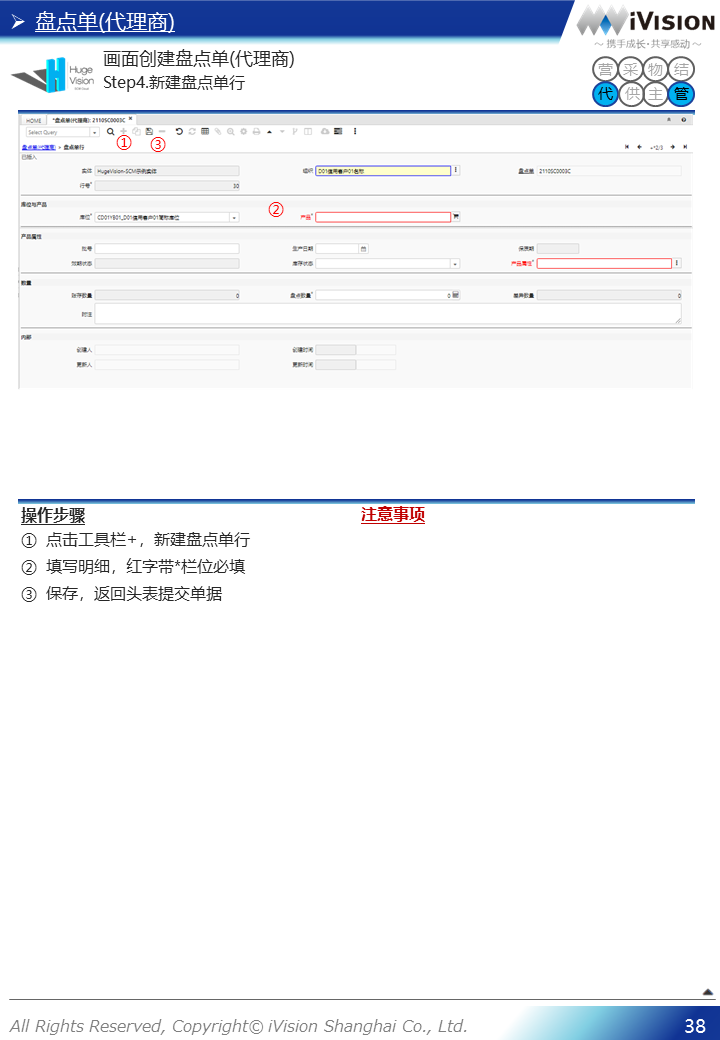 盘点单(代理商)
iVISION
～ 携手成长·共享感动 ～
Huge
Vision
画面创建盘点单(代理商)
Step4.新建盘点单行
营 采 物 结
代 供 主 管
HOME *盘点单(代理商): 2110SC0003C ×
Select Query
① ③
盘点单(代理商) > 盘点单行 +*2/3
已插入
实体 HugeVision-SCM示例实体 组织 D01信用客户01名称 盘点单 2110SC0003C
行号* 30
库位与产品
②
库位* CD01YB01_D01信用客户01简称库位 产品*
产品属性
批号 生产日期 保质期
效期状态 库存状态 产品属性*
数量
账存数量 0 盘点数量* 0 差异数量 0
附注
内部
创建人 创建时间
更新人 更新时间
操作步骤
① 点击工具栏+，新建盘点单行
② 填写明细，红字带*栏位必填
③ 保存，返回头表提交单据
注意事项
All Rights Reserved, Copyright© iVision Shanghai Co., Ltd.
38